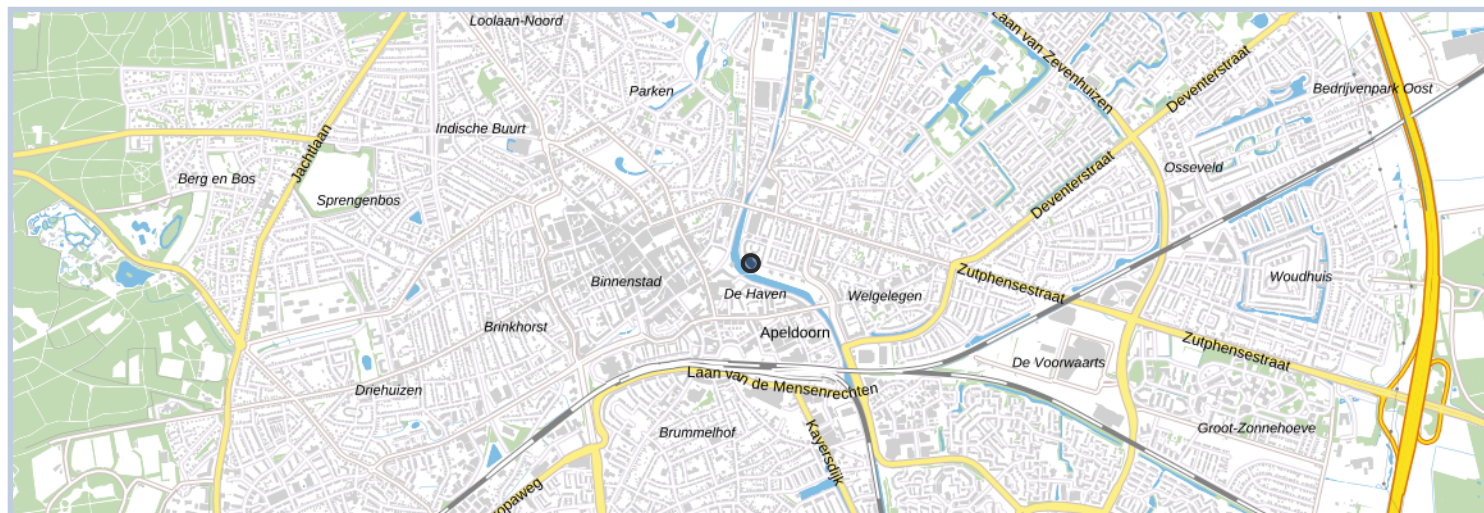 Loolaan-Noord
Laan van Zevenhuizen
Deventerstraat
Parken
Bedrijvenpark Oost
Indische Buurt
Jachtlaan
Osseveld
Berg en Bos
Deventerstraat
Sprengenbos
Zutphensestraat
Woudhuis
Binnenstad
De Haven
Welgelegen
Brinkhorst
Apeldoorn
Zutphensestraat
De Voorwaarts
Laan van de Mensenrechten
Driehuizen
Brummelhof
Kayersdijk
Groot-Zonnehoeve
opaweg